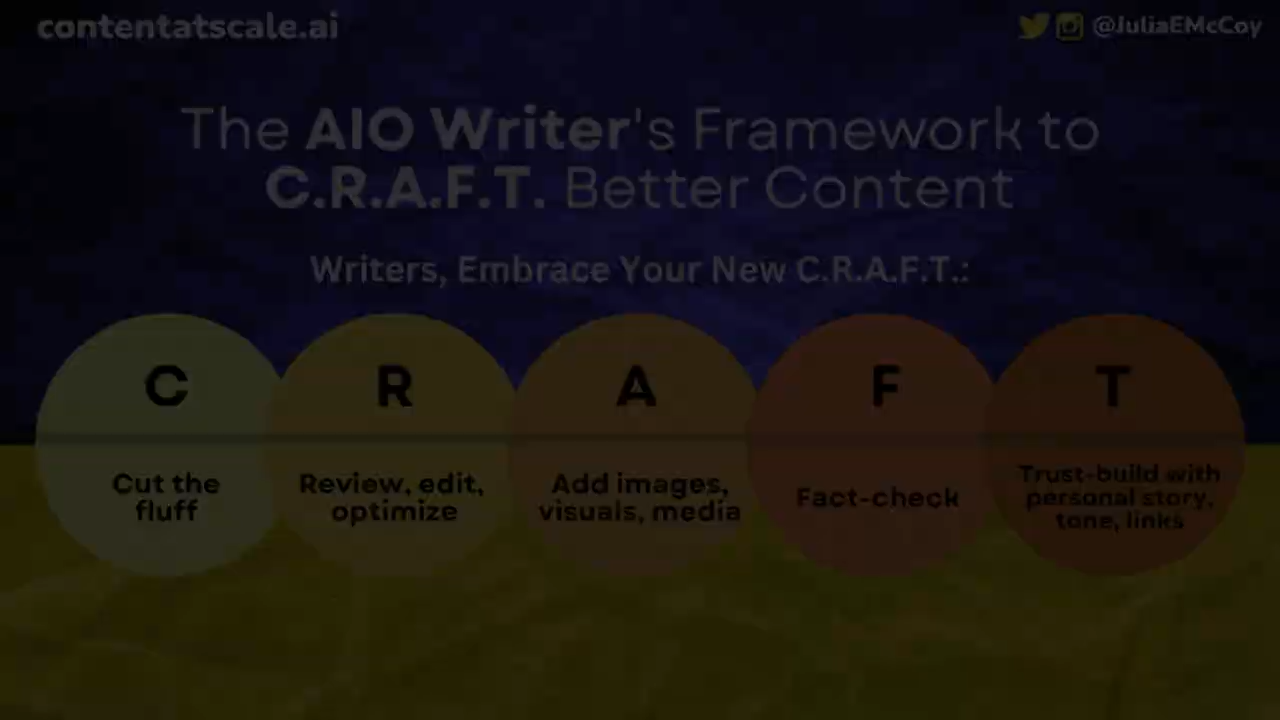 contentatscale.ai
@JuliaEMcCoy
The AIO Writer's Framework to
C.R.A.F.T. Better Content
Writers, Embrace Your New C.R.A.F.T.:
C
R
A
F
T
Cut the
fluff
Review, edit,
optimize
Add images,
visuals, media
Fact-check
Trust-build with
personal story,
tone, links